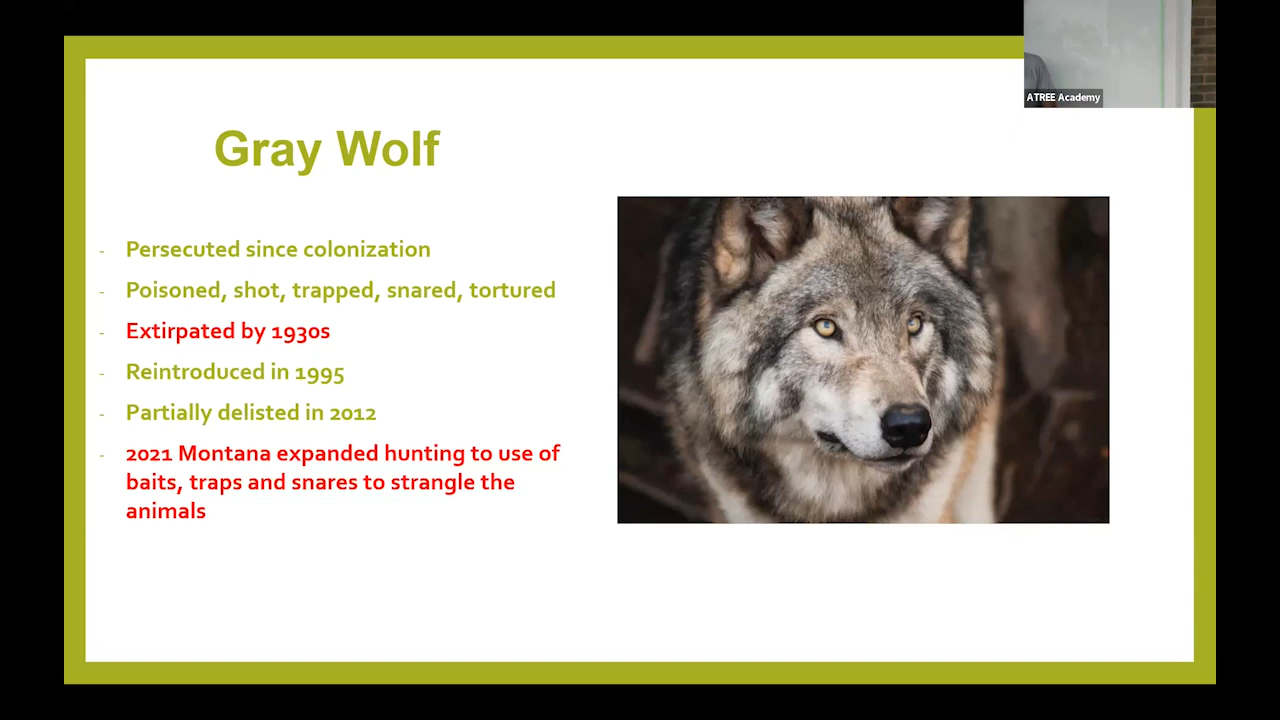 ATREE Academy
Gray Wolf
- Persecuted since colonization
- Poisoned, shot, trapped, snared, tortured
- Extirpated by 1930s
- Reintroduced in 1995
- Partially delisted in 2012
- 2021 Montana expanded hunting to use of
baits, traps and snares to strangle the
animals